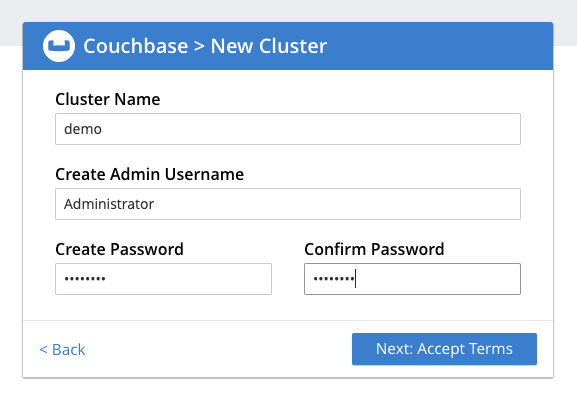 Couchbase > New Cluster
Cluster Name
demo
Create Admin Username
Administrator
Create Password Confirm Password
•••••••• ••••••••
< Back Next: Accept Terms